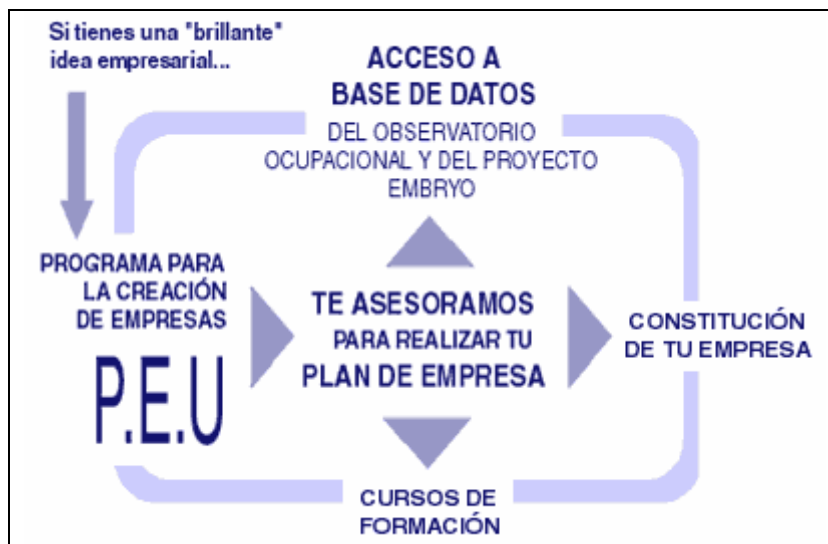 Si tienes una "brillante"
idea empresarial...
ACCESO A
BASE DE DATOS
DEL OBSERVATORIO
OCUPACIONAL Y DEL PROYECTO
EMBRYO
PROGRAMA PARA
LA CREACIÓN
DE EMPRESAS
P.E.U
TE ASESORAMOS
PARA REALIZAR TU
PLAN DE EMPRESA
CONSTITUCIÓN
DE TU EMPRESA
CURSOS DE
FORMACIÓN